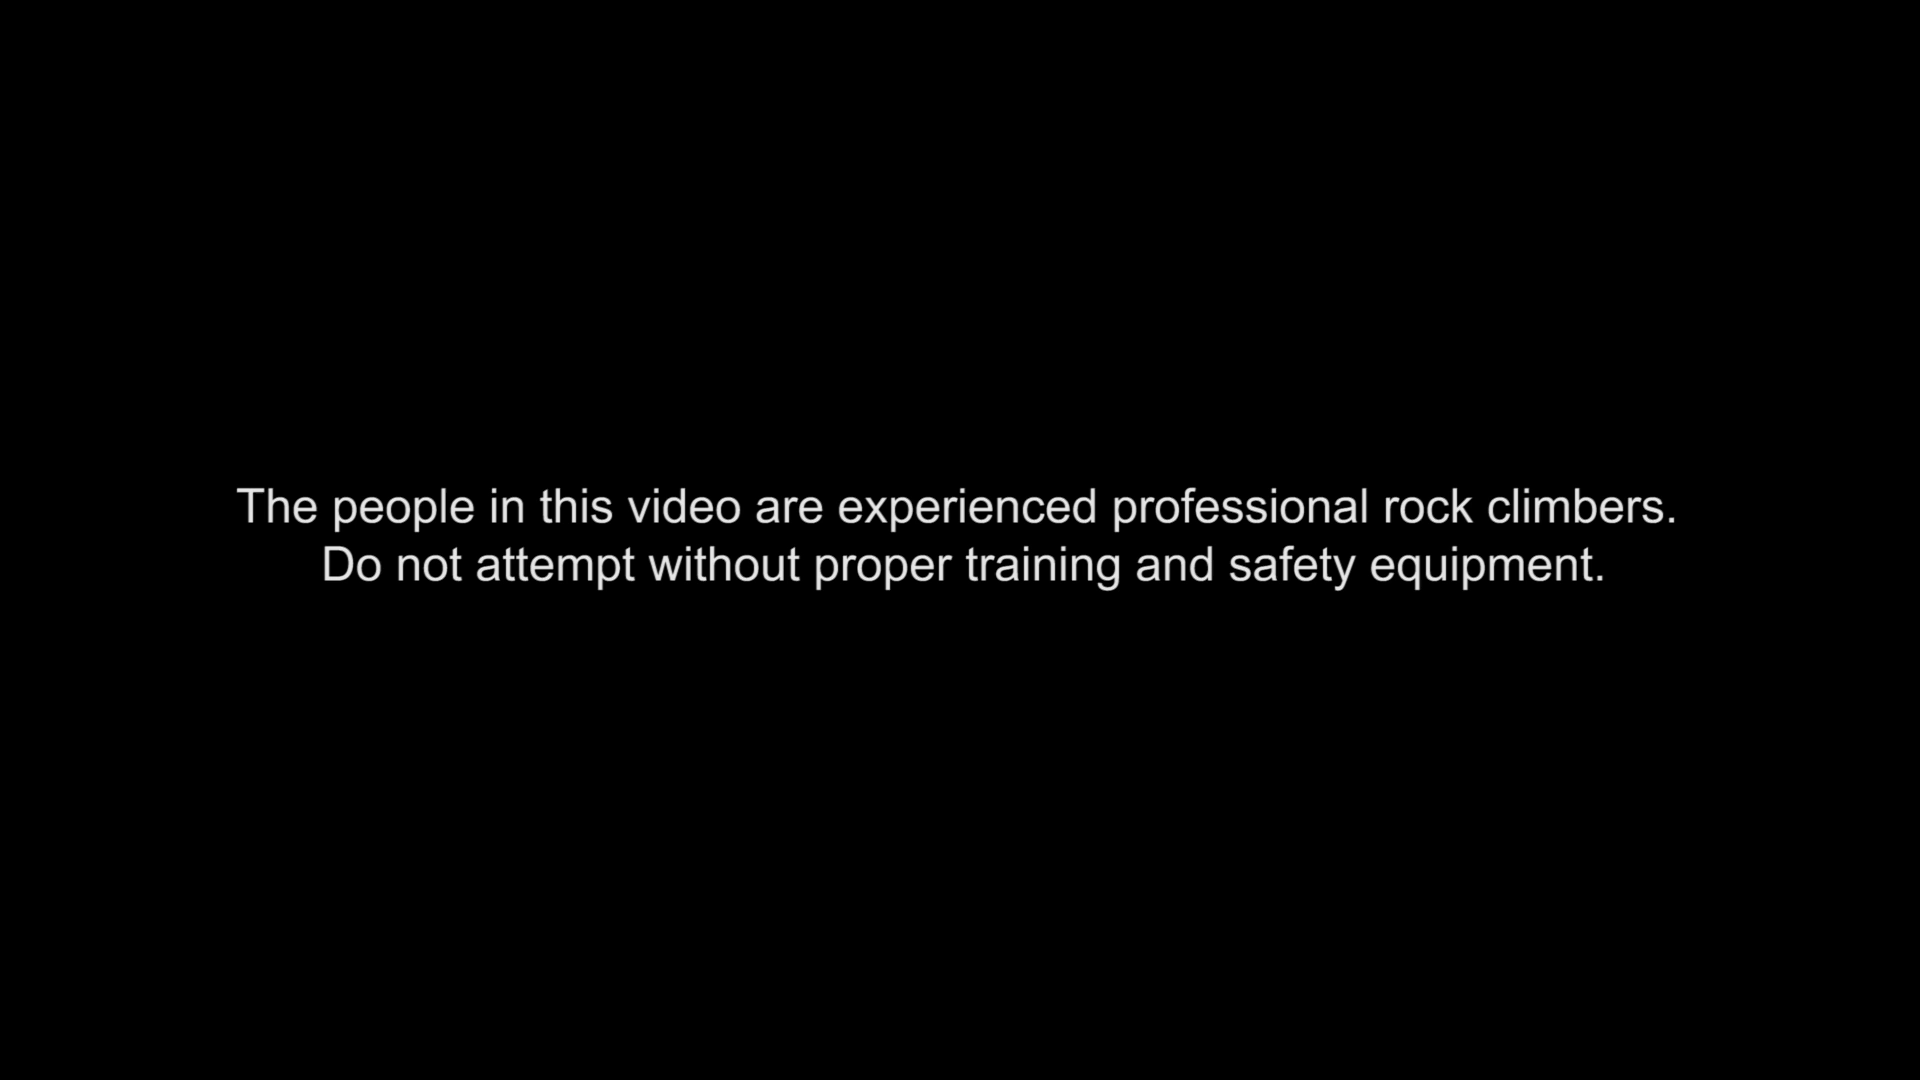 The people in this video are experienced professional rock climbers.
Do not attempt without proper training and safety equipment.